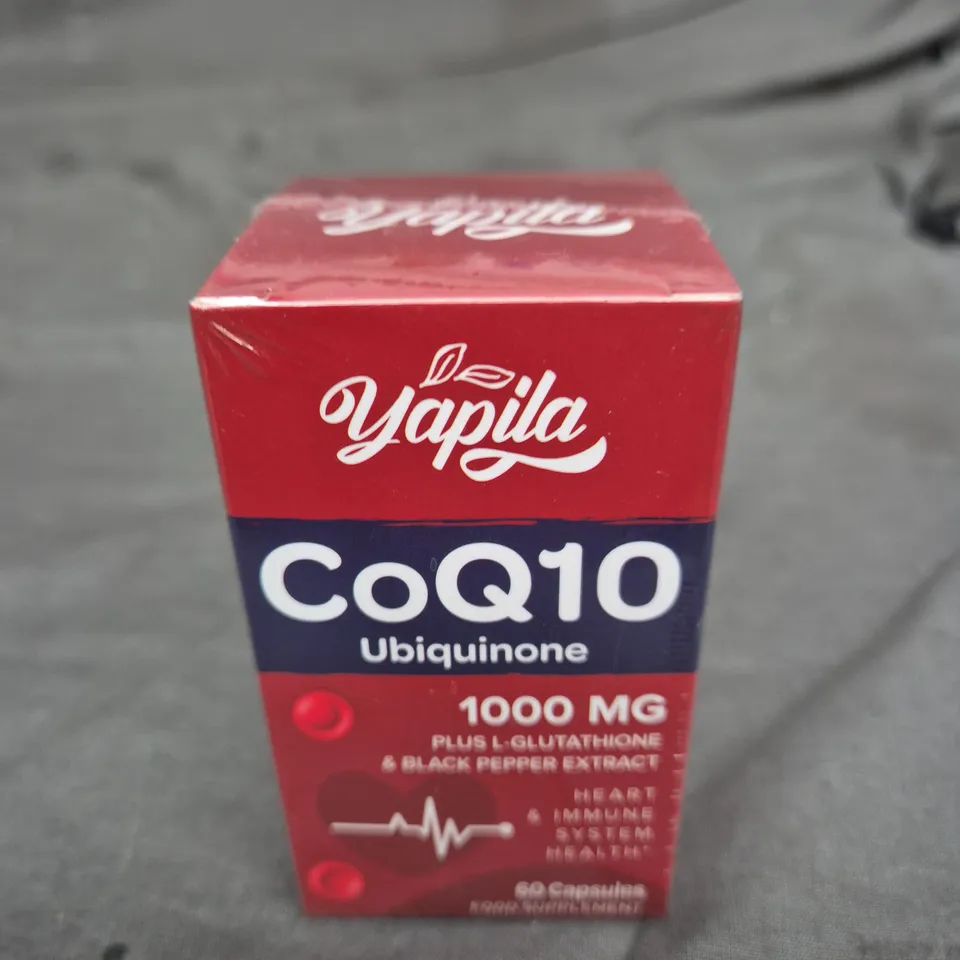 Yapila
Yapila
CoQ10
Ubiquinone
1000 MG
PLUS L-GLUTATHIONE
& BLACK PEPPER EXTRACT
HEART
& IMMUNE
SYSTEM
HEALTH*
60 Capsules
FOOD SUPPLEMENT